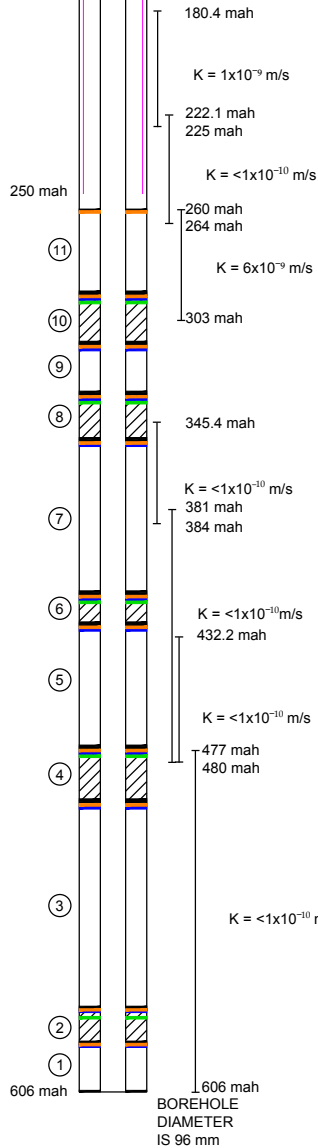 180.4 mah
K = 1x10⁻⁹ m/s
222.1 mah
225 mah
K = <1x10⁻¹⁰ m/s
250 mah
260 mah
264 mah
11
K = 6x10⁻⁹ m/s
10
303 mah
9
8
345.4 mah
K = <1x10⁻¹⁰ m/s
381 mah
7
384 mah
6
K = <1x10⁻¹⁰m/s
432.2 mah
5
K = <1x10⁻¹⁰ m/s
477 mah
4
480 mah
3
K = <1x10⁻¹⁰ m
2
1
606 mah
606 mah
BOREHOLE
DIAMETER
IS 96 mm